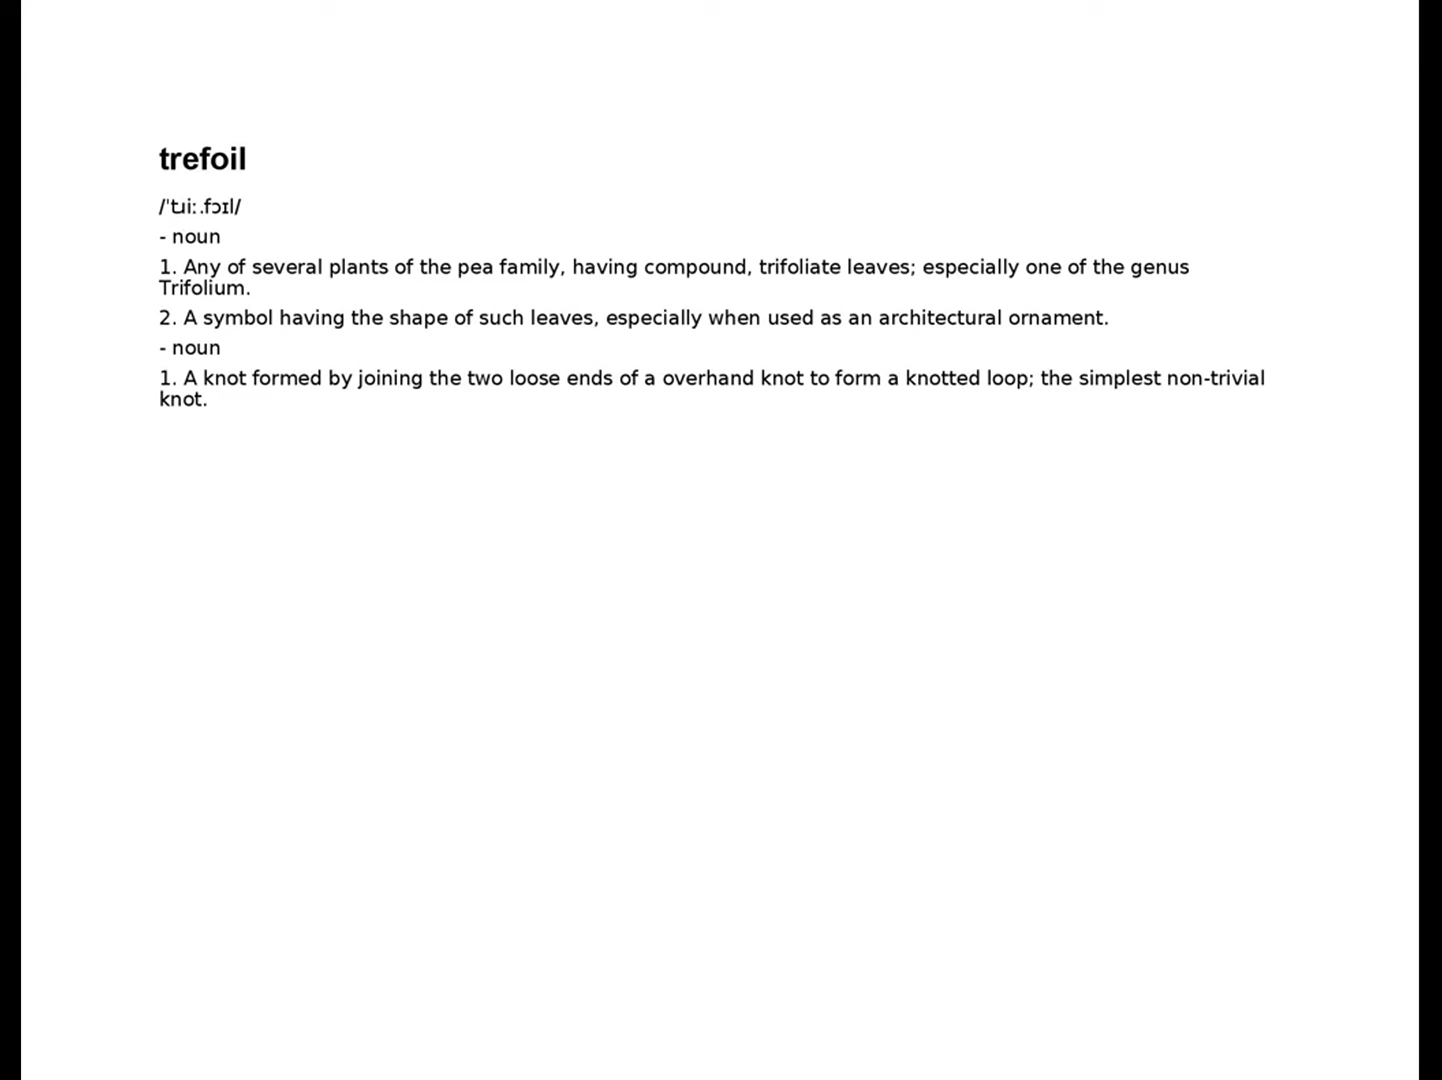 trefoil
/ˈtɹiː.fɔɪl/
- noun
1. Any of several plants of the pea family, having compound, trifoliate leaves; especially one of the genus
Trifolium.
2. A symbol having the shape of such leaves, especially when used as an architectural ornament.
- noun
1. A knot formed by joining the two loose ends of a overhand knot to form a knotted loop; the simplest non-trivial
knot.